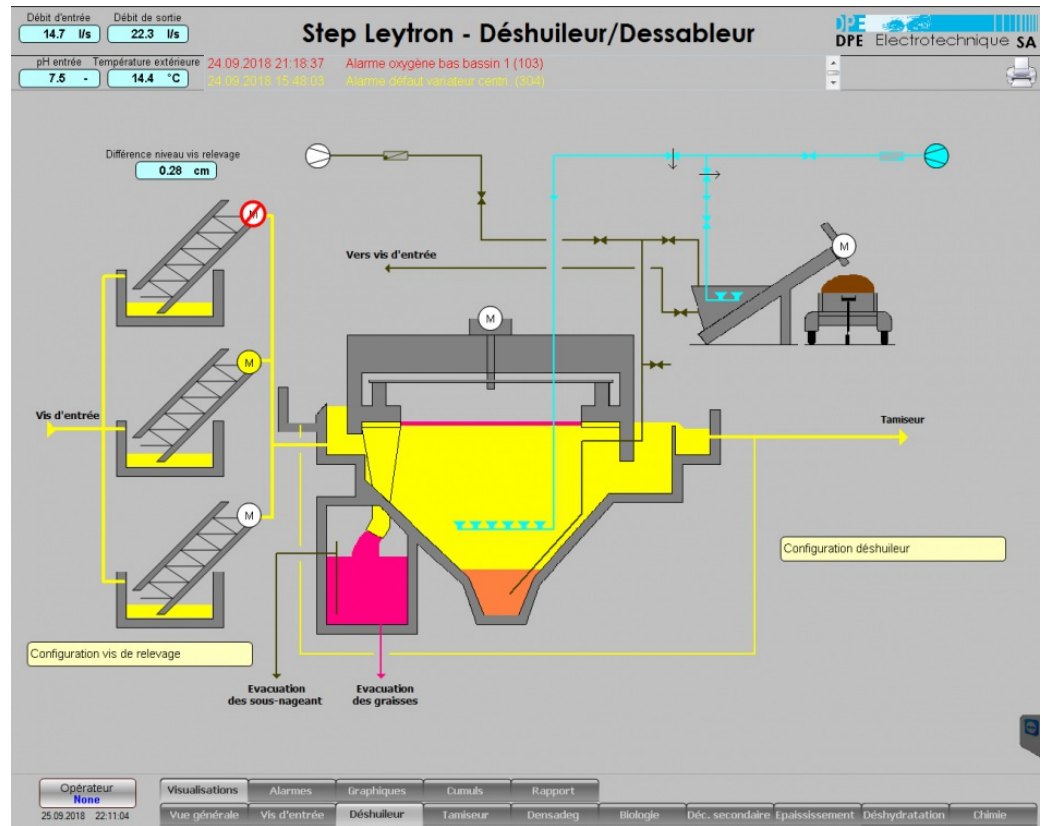 Débit d'entrée Débit de sortie
14.7 l/s 22.3 l/s
Step Leytron - Déshuileur/Dessableur
DPE
DPE Electrotechnique SA
pH entrée Température extérieure
7.5 - 14.4 °C
24.09.2018 21:18:37 Alarme oxygène bas bassin 1 (103)
24.09.2018 15:48:03 Alarme défaut variateur centri (304)
Différence niveau vis relevage
0.28 cm
M
M
Vers vis d'entrée
M
M
Vis d'entrée
Tamiseur
M
Configuration déshuileur
Configuration vis de relevage
Evacuation des sous-nageant
Evacuation des graisses
Opérateur
None
25.09.2018 22:11:04
Visualisations Alarmes Graphiques Cumuls Rapport
Vue générale Vis d'entrée Déshuileur Tamiseur Densadeg Biologie Déc. secondaire Epaississement Déshydratation Chimie